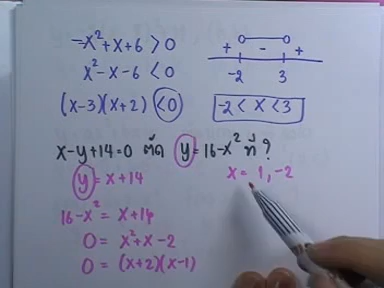 -x²+x+6 > 0
x²-x-6 < 0
(x-3)(x+2) < 0
+ - +
-2 3
-2 < x < 3
x-y+14=0 ตัด y=16-x² ที่ ?
y = x+14
x = 1, -2
16-x² = x+14
0 = x²+x-2
0 = (x+2)(x-1)